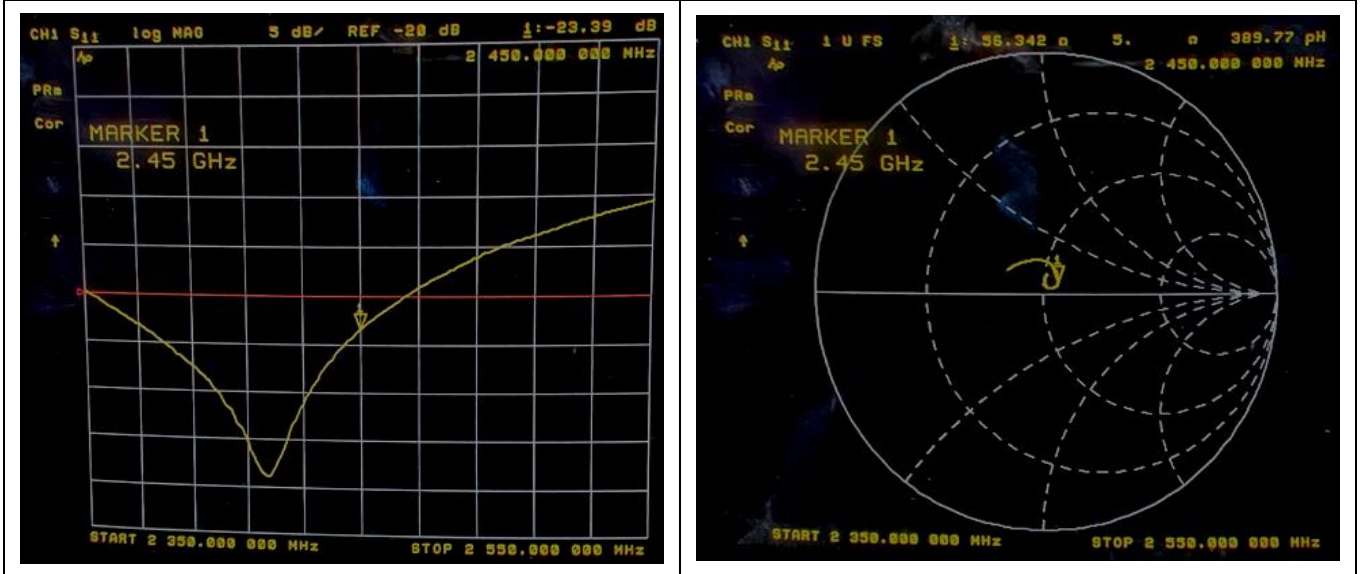 CH1 S11 log MAG 5 dB/ REF -20 dB 1:-23.39 dB
2 450.000 000 MHz
PRm
Cor
MARKER 1
2.45 GHz
1
START 2 350.000 000 MHz STOP 2 550.000 000 MHz
CH1 S11 1 U FS 1: 56.342 Ω 5. Ω 389.77 pH
2 450.000 000 MHz
PRm
Cor
MARKER 1
2.45 GHz
1
START 2 350.000 000 MHz STOP 2 550.000 000 MHz